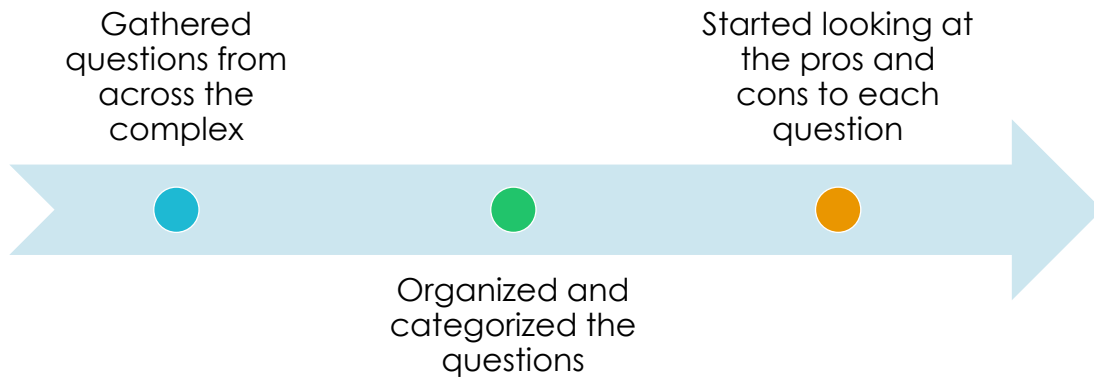 Gathered
questions from
across the
complex
Organized and
categorized the
questions
Started looking at
the pros and
cons to each
question